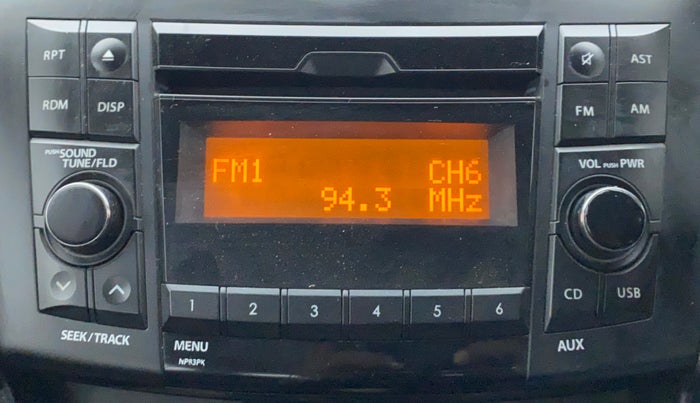 RPT
AST
RDM
DISP
FM
AM
PUSH SOUND
TUNE/FLD
VOL PUSH PWR
FM1 CH6
94.3 MHz
1 2 3 4 5 6
CD
USB
SEEK/TRACK
MENU
AUX